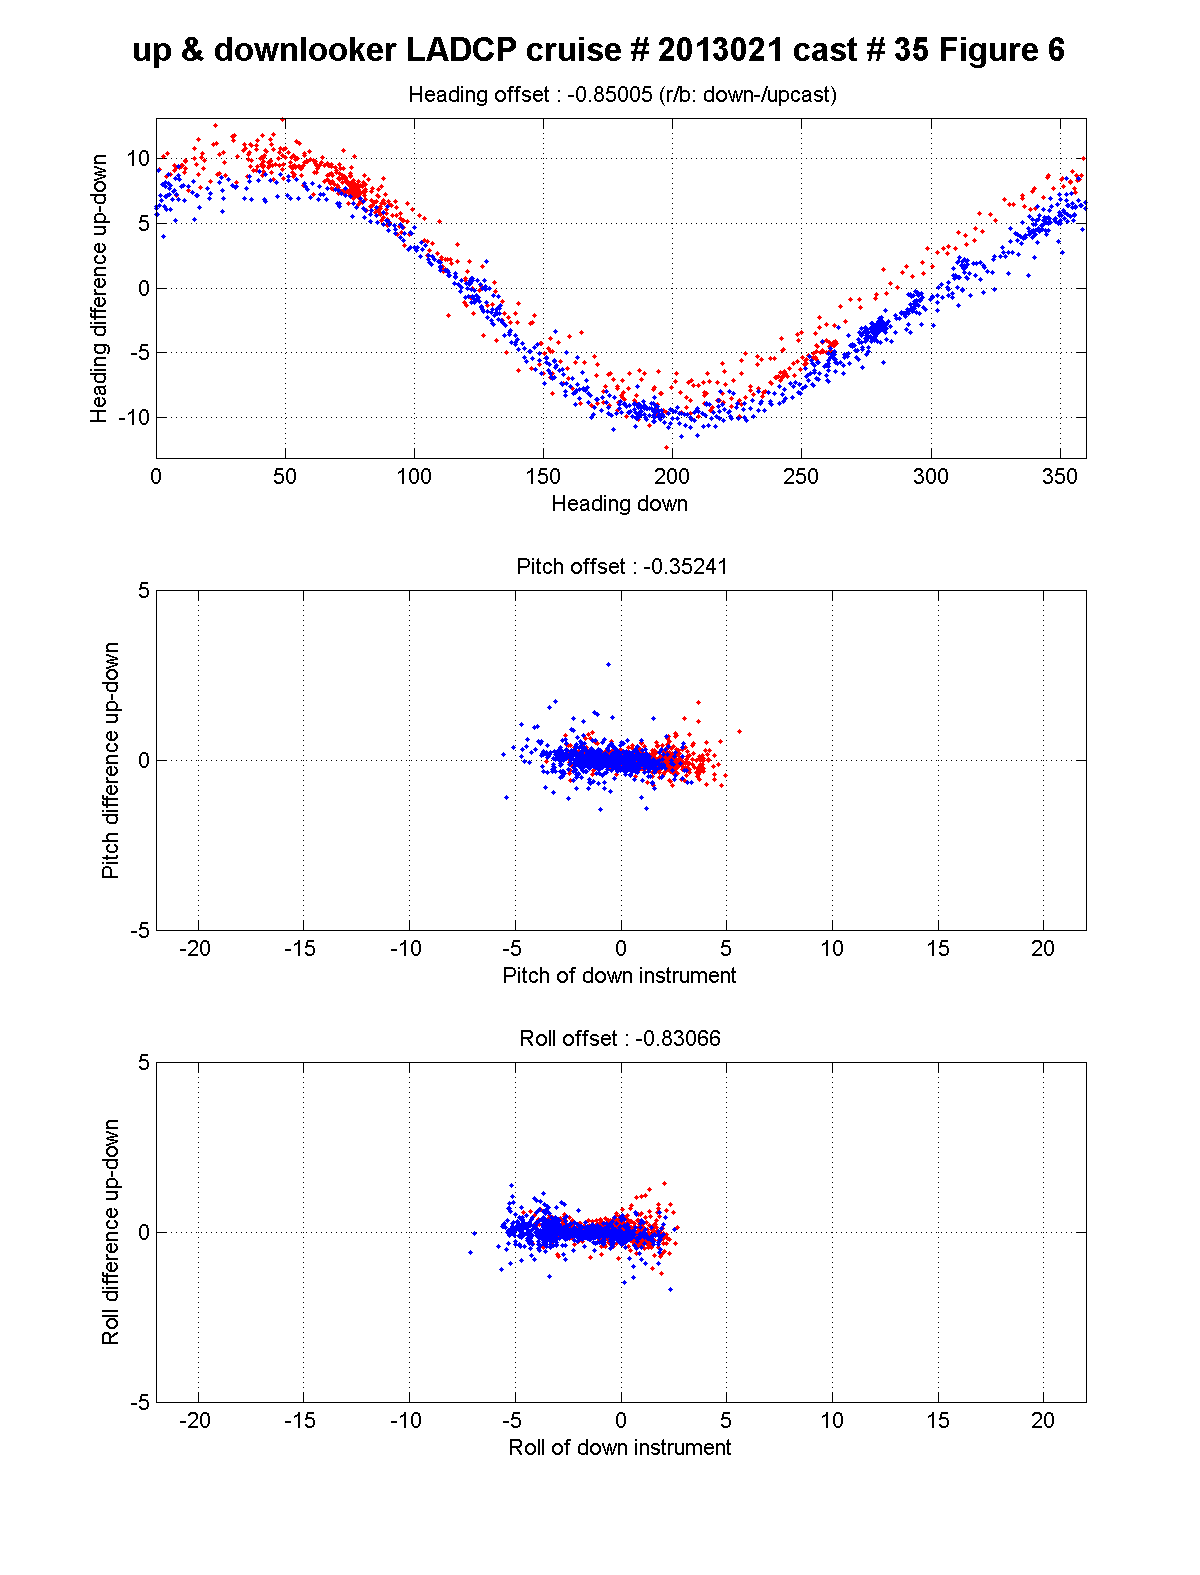 up & downlooker LADCP cruise # 2013021 cast # 35 Figure 6
Heading offset : -0.85005 (r/b: down-/upcast)
Heading difference up-down
10
5
0
-5
-10
0 50 100 150 200 250 300 350
Heading down
Pitch offset : -0.35241
Pitch difference up-down
5
0
-5
-20 -15 -10 -5 0 5 10 15 20
Pitch of down instrument
Roll offset : -0.83066
Roll difference up-down
5
0
-5
-20 -15 -10 -5 0 5 10 15 20
Roll of down instrument